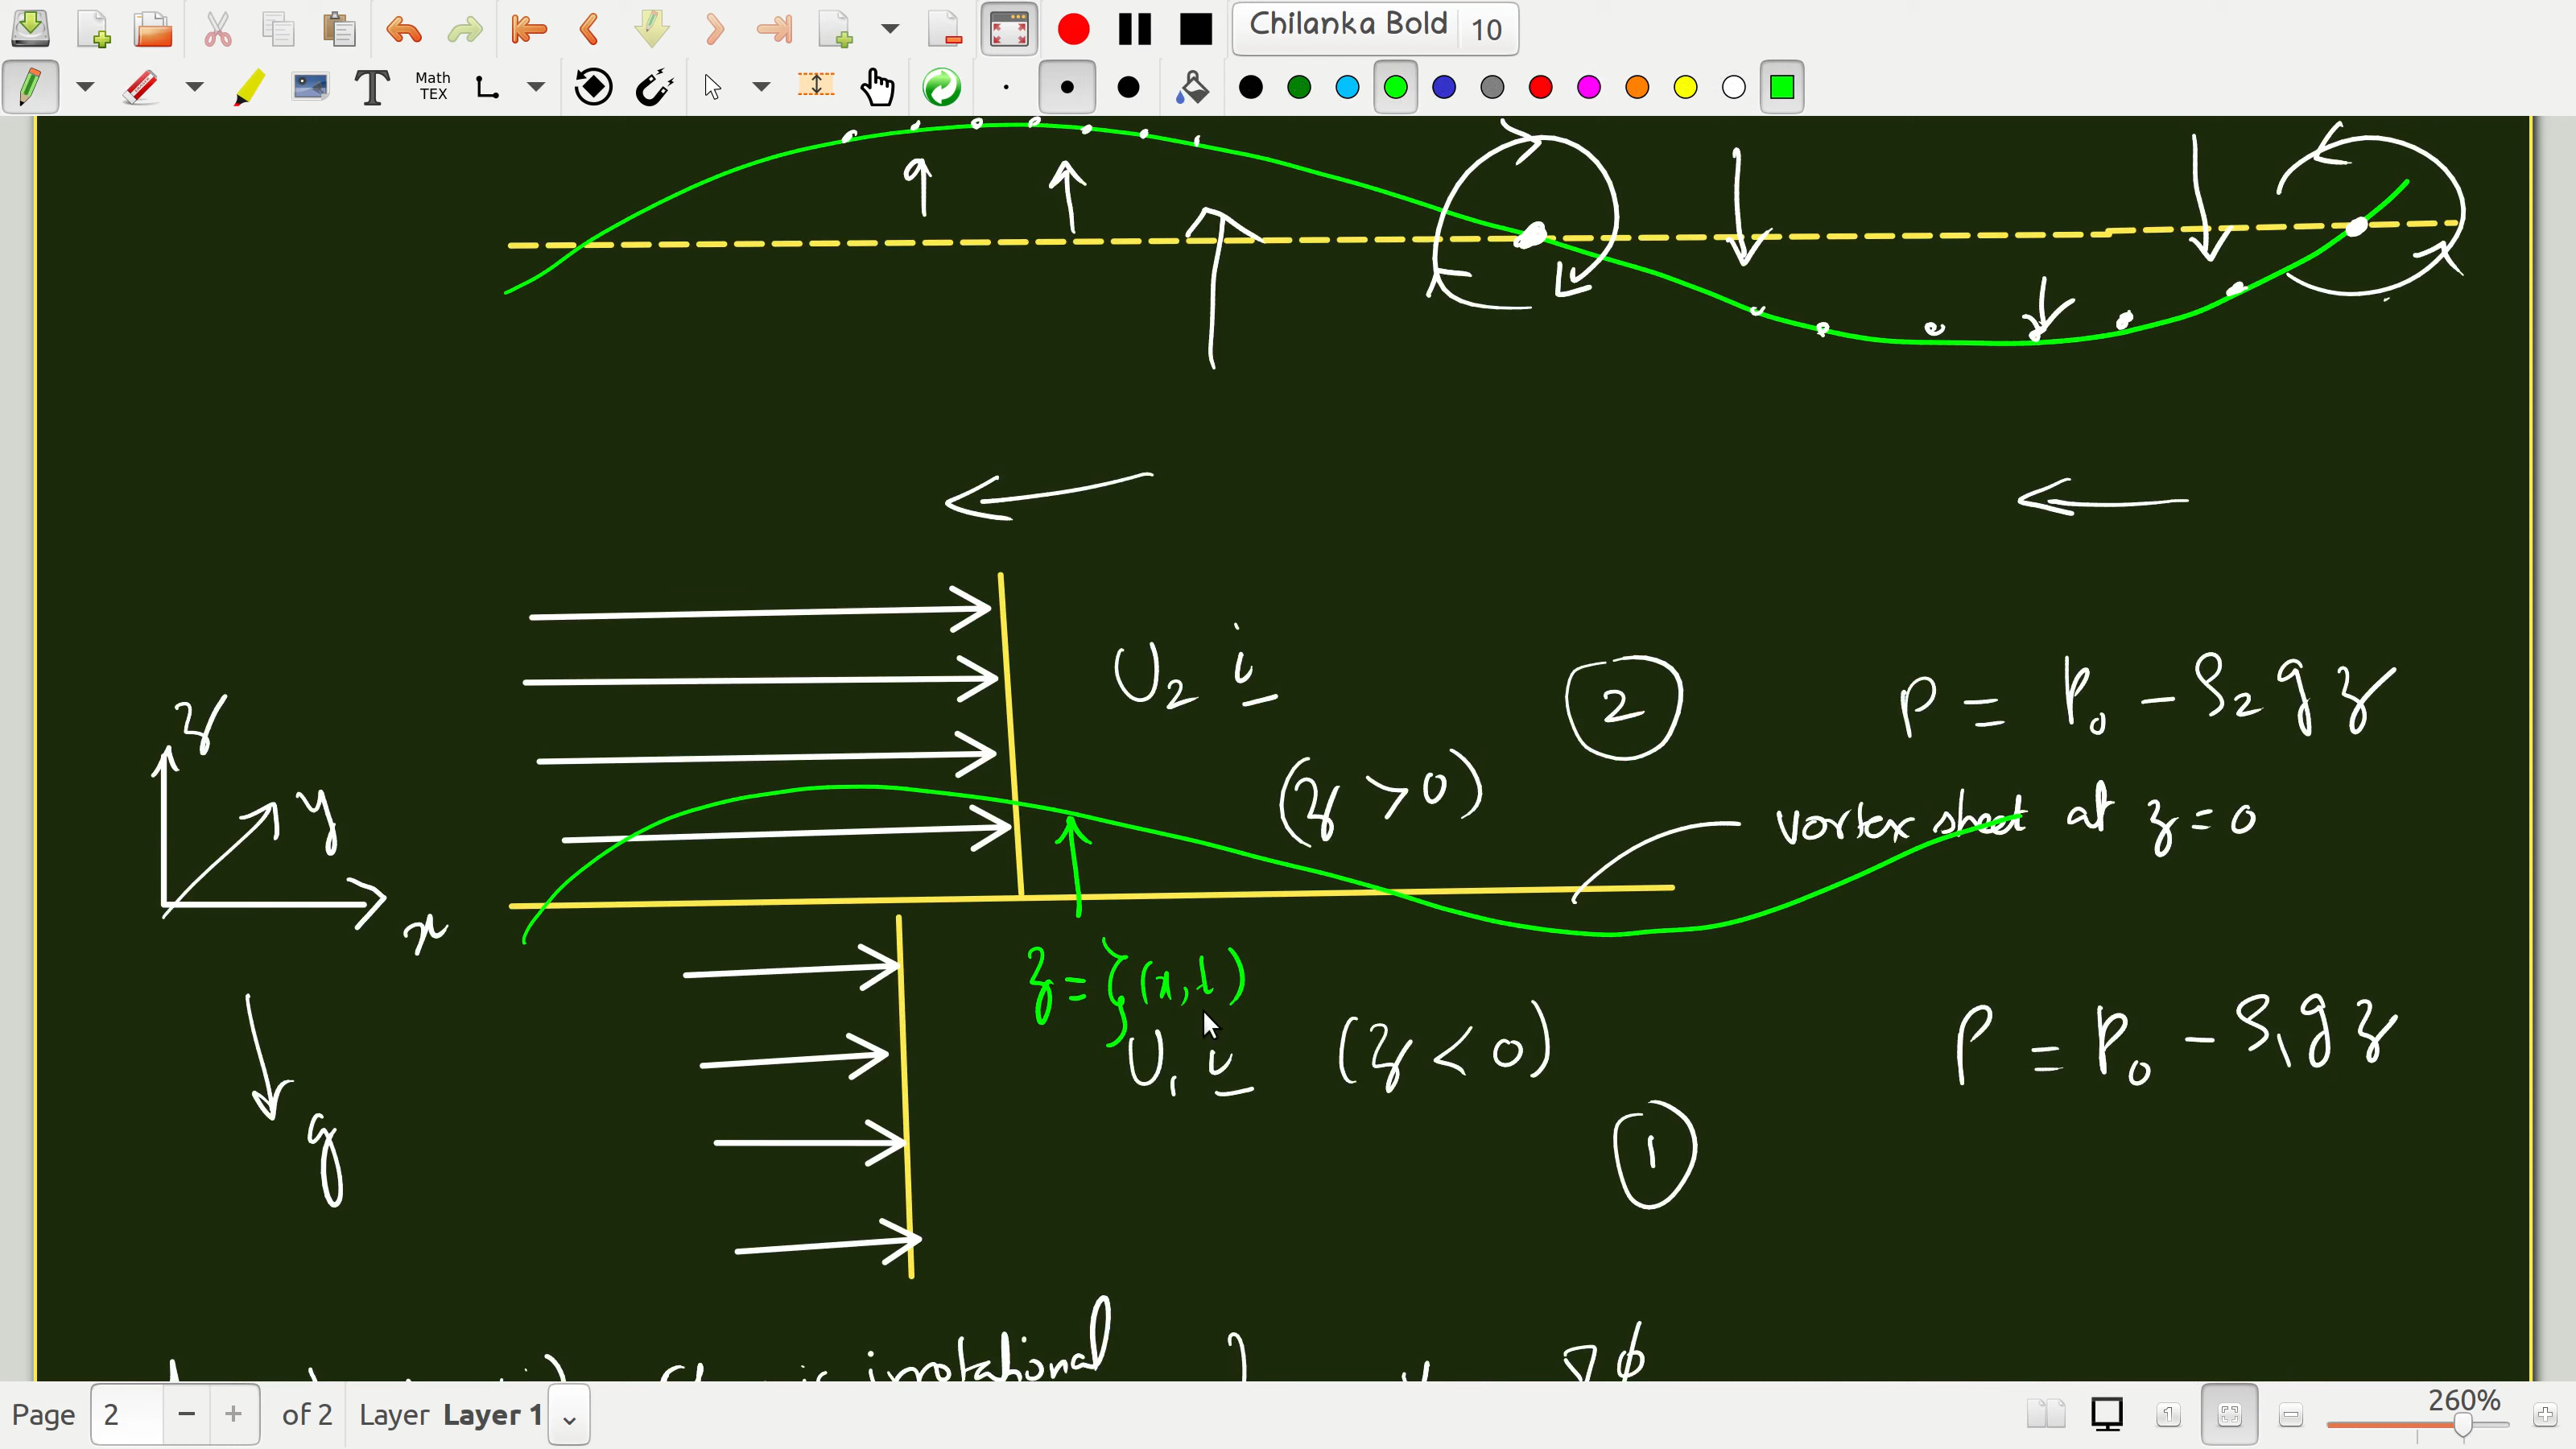 Chilanka Bold 10
Math
TEX
U₂ i
2
P = P₀ - ρ₂ g z
z
(z > 0)
y
vortex sheet at z = 0
x
z = ζ(x, t)
U₁ i (z < 0)
P = P₀ - ρ₁ g z
g
1
irrotational
∇φ
Page 2 of 2 Layer Layer 1 260%